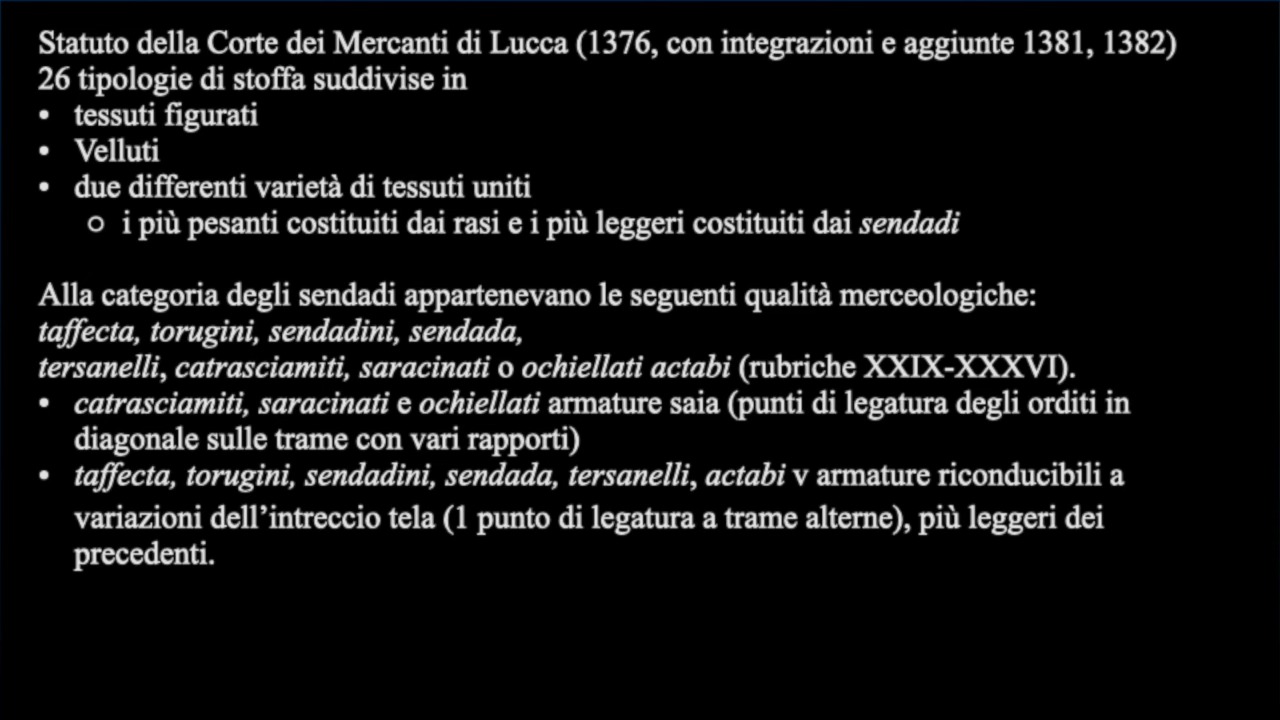 Statuto della Corte dei Mercanti di Lucca (1376, con integrazioni e aggiunte 1381, 1382)
26 tipologie di stoffa suddivise in
• tessuti figurati
• Velluti
• due differenti varietà di tessuti uniti
o i più pesanti costituiti dai rasi e i più leggeri costituiti dai sendadi
Alla categoria degli sendadi appartenevano le seguenti qualità merceologiche:
taffecta, torugini, sendadini, sendada,
tersanelli, catrasciamiti, saracinati o ochiellati actabi (rubriche XXIX-XXXVI).
• catrasciamiti, saracinati e ochiellati armature saia (punti di legatura degli orditi in
diagonale sulle trame con vari rapporti)
• taffecta, torugini, sendadini, sendada, tersanelli, actabi v armature riconducibili a
variazioni dell’intreccio tela (1 punto di legatura a trame alterne), più leggeri dei
precedenti.